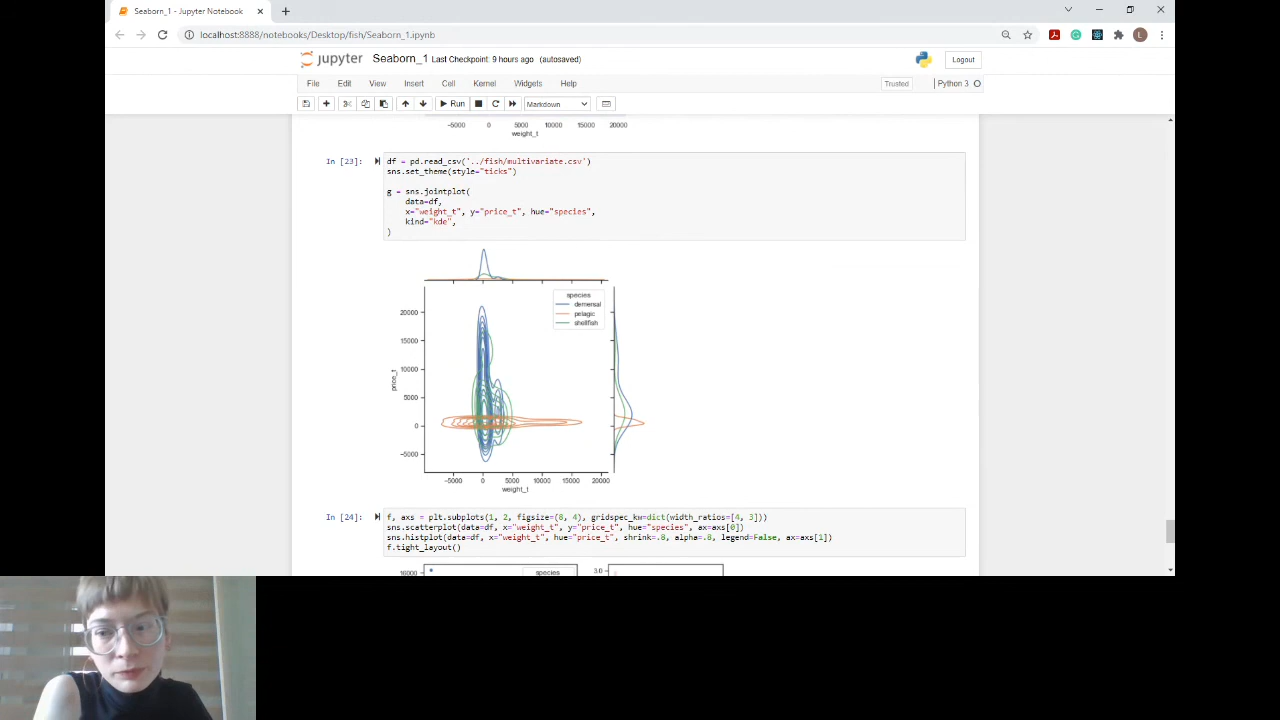 Seaborn_1 - Jupyter Notebook
localhost:8888/notebooks/Desktop/fish/Seaborn_1.ipynb
L
jupyter Seaborn_1 Last Checkpoint: 9 hours ago (autosaved)
Logout
File Edit View Insert Cell Kernel Widgets Help
Trusted
Python 3
Run
Markdown
-5000 0 5000 10000 15000 20000
weight_t
In [23]:
df = pd.read_csv('../fish/multivariate.csv')
sns.set_theme(style="ticks")
g = sns.jointplot(
data=df,
x="weight_t", y="price_t", hue="species",
kind="kde",
)
species
demersal
pelagic
shellfish
20000
15000
10000
5000
0
-5000
price_t
-5000 0 5000 10000 15000 20000
weight_t
In [24]:
f, axs = plt.subplots(1, 2, figsize=(8, 4), gridspec_kw=dict(width_ratios=[4, 3]))
sns.scatterplot(data=df, x="weight_t", y="price_t", hue="species", ax=axs[0])
sns.histplot(data=df, x="weight_t", hue="price_t", shrink=.8, alpha=.8, legend=False, ax=axs[1])
f.tight_layout()
16000
species
3.0